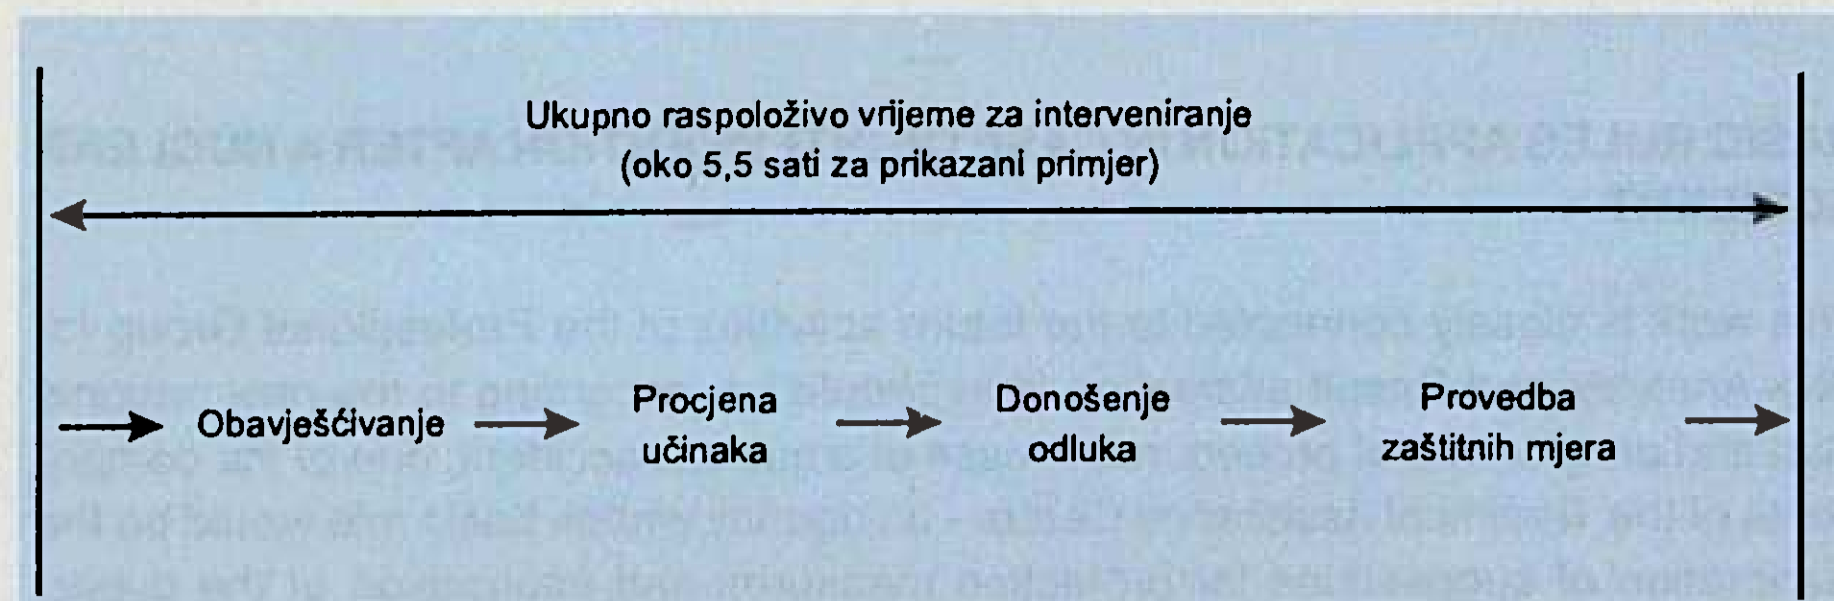 Ukupno raspoloživo vrijeme za interveniranje
(oko 5,5 sati za prikazani primjer)
Obavješćivanje
Procjena
učinaka
Donošenje
odluka
Provedba
zaštitnih mjera